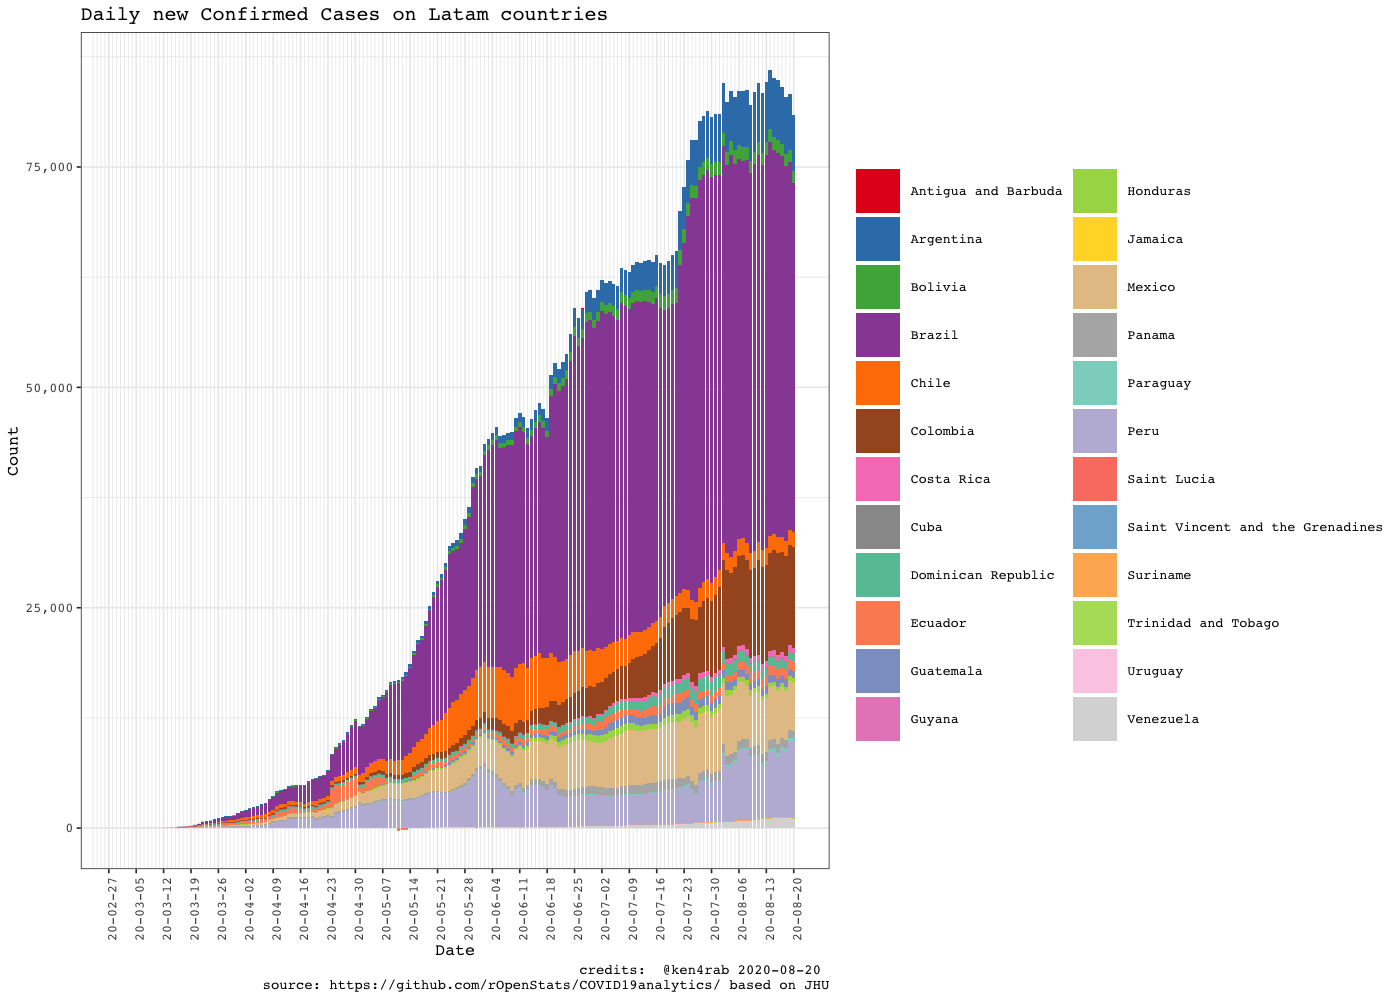 Daily new Confirmed Cases on Latam countries
Count
75,000
50,000
25,000
0
20-02-27
20-03-05
20-03-12
20-03-19
20-03-26
20-04-02
20-04-09
20-04-16
20-04-23
20-04-30
20-05-07
20-05-14
20-05-21
20-05-28
20-06-04
20-06-11
20-06-18
20-06-25
20-07-02
20-07-09
20-07-16
20-07-23
20-07-30
20-08-06
20-08-13
20-08-20
Date
Antigua and Barbuda
Argentina
Bolivia
Brazil
Chile
Colombia
Costa Rica
Cuba
Dominican Republic
Ecuador
Guatemala
Guyana
Honduras
Jamaica
Mexico
Panama
Paraguay
Peru
Saint Lucia
Saint Vincent and the Grenadines
Suriname
Trinidad and Tobago
Uruguay
Venezuela
credits:  @ken4rab 2020-08-20
source: https://github.com/rOpenStats/COVID19analytics/ based on JHU